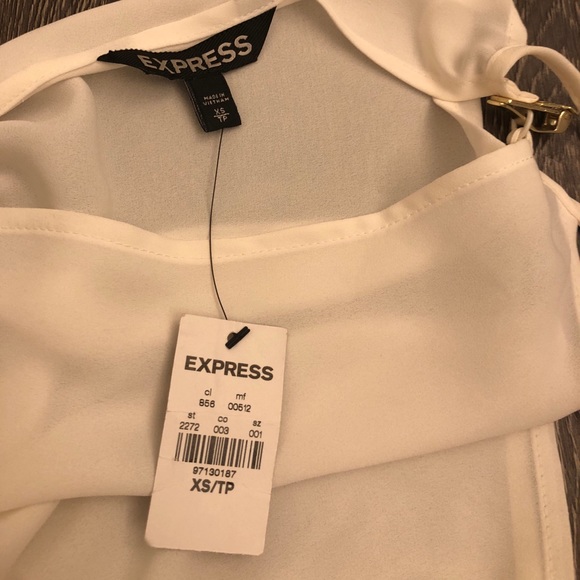 EXPRESS
MADE IN
VIETNAM
XS
TP
EXPRESS
cl mf
856 00512
st co sz
2272 003 001
97130187
XS/TP